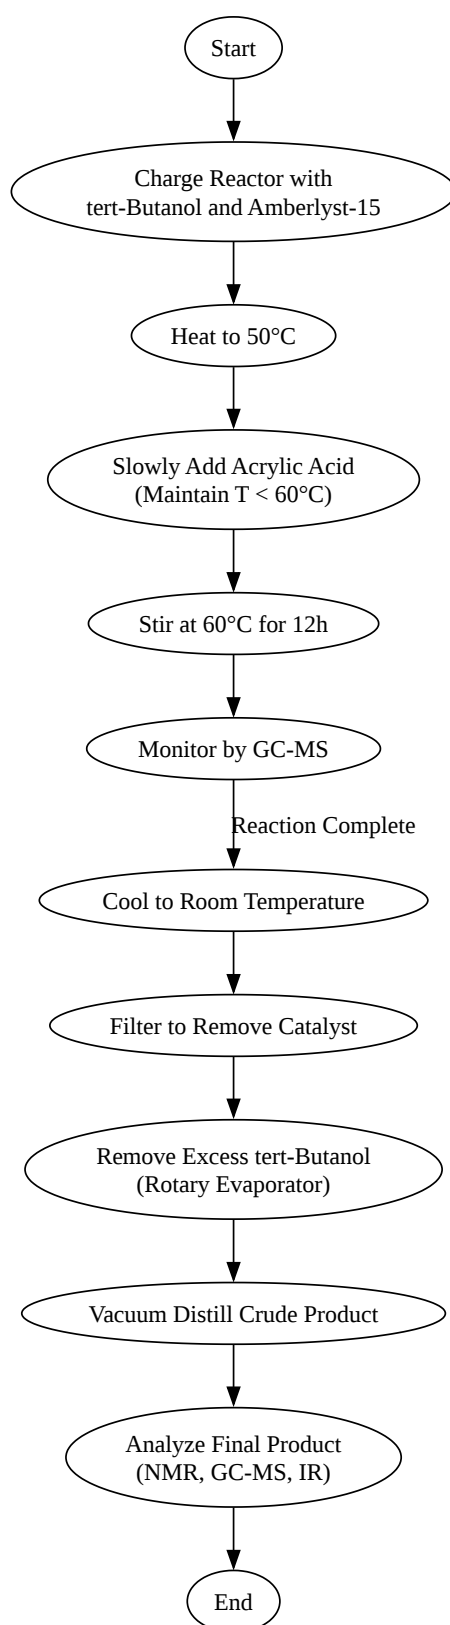 Start
Charge Reactor with
tert-Butanol and Amberlyst-15
Heat to 50°C
Slowly Add Acrylic Acid
(Maintain T < 60°C)
Stir at 60°C for 12h
Monitor by GC-MS
Reaction Complete
Cool to Room Temperature
Filter to Remove Catalyst
Remove Excess tert-Butanol
(Rotary Evaporator)
Vacuum Distill Crude Product
Analyze Final Product
(NMR, GC-MS, IR)
End